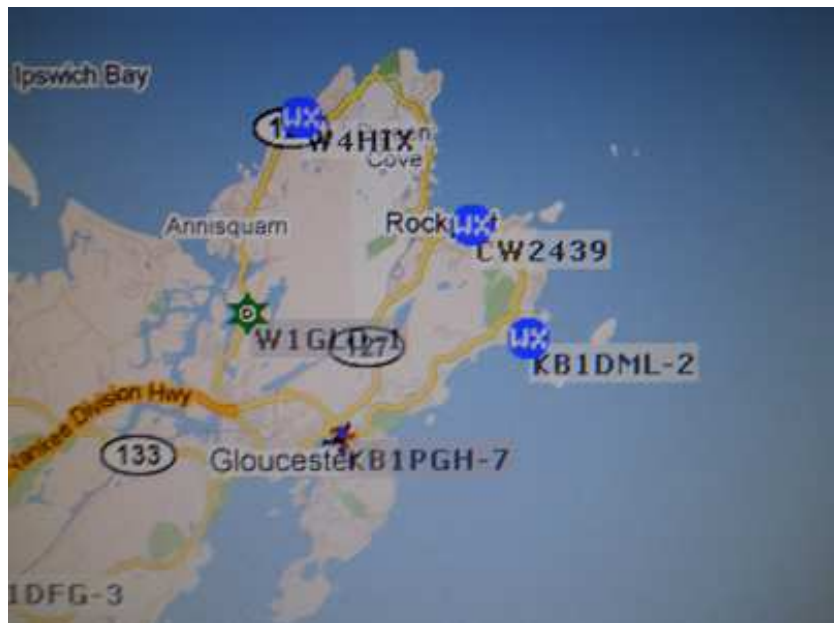 Ipswich Bay
WX
W4HIX
Cove
Annisquam
WX
CW2439
127
WX
KB1DML-2
Yankee Division Hwy
133
Gloucester
KB1PGH-7
1DFG-3